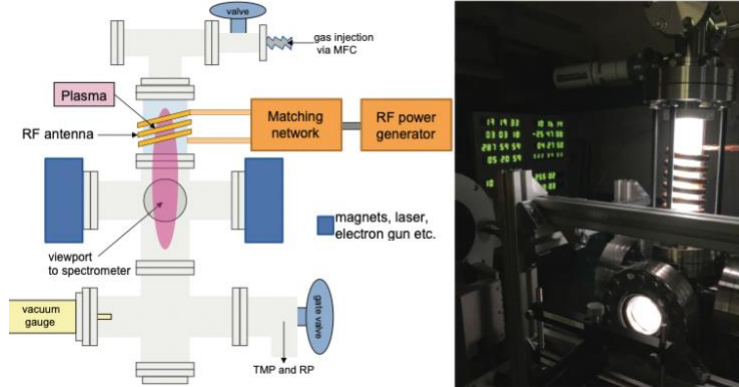 valve
gas injection
via MFC
Plasma
RF antenna
Matching
network
RF power
generator
magnets, laser,
electron gun etc.
viewport
to spectrometer
vacuum
gauge
gate valve
TMP and RP